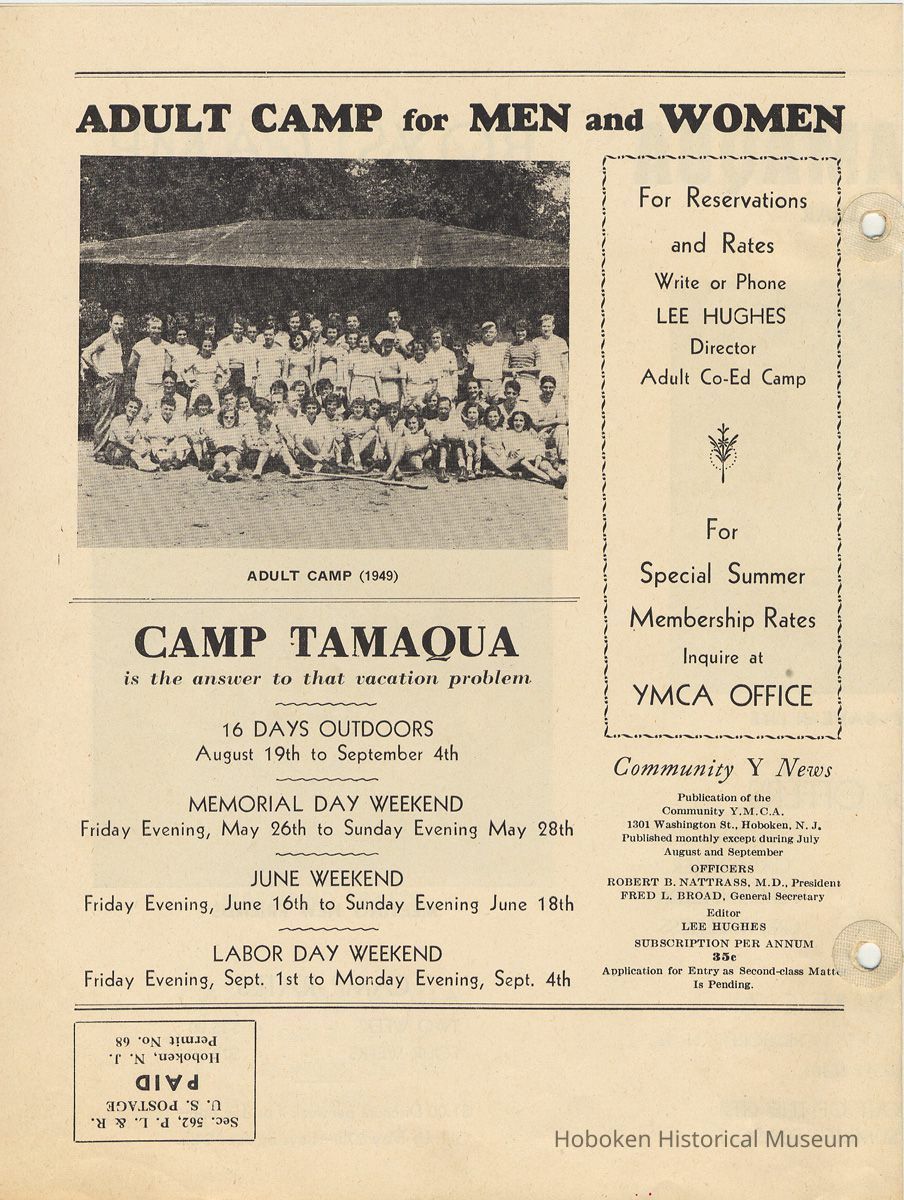 ADULT CAMP for MEN and WOMEN
ADULT CAMP (1949)
CAMP TAMAQUA
is the answer to that vacation problem
16 DAYS OUTDOORS
August 19th to September 4th
MEMORIAL DAY WEEKEND
Friday Evening, May 26th to Sunday Evening May 28th
JUNE WEEKEND
Friday Evening, June 16th to Sunday Evening June 18th
LABOR DAY WEEKEND
Friday Evening, Sept. 1st to Monday Evening, Sept. 4th
For Reservations
and Rates
Write or Phone
LEE HUGHES
Director
Adult Co-Ed Camp
For
Special Summer
Membership Rates
Inquire at
YMCA OFFICE
Community Y News
Publication of the
Community Y.M.C.A.
1301 Washington St., Hoboken, N. J.
Published monthly except during July
August and September
OFFICERS
ROBERT B. NATTRASS, M.D., President
FRED L. BROAD, General Secretary
Editor
LEE HUGHES
SUBSCRIPTION PER ANNUM
35c
Application for Entry as Second-class Matte
Is Pending.
Sec. 562, P. L. & R.
U. S. POSTAGE
PAID
Hoboken, N. J.
Permit No. 68
Hoboken Historical Museum